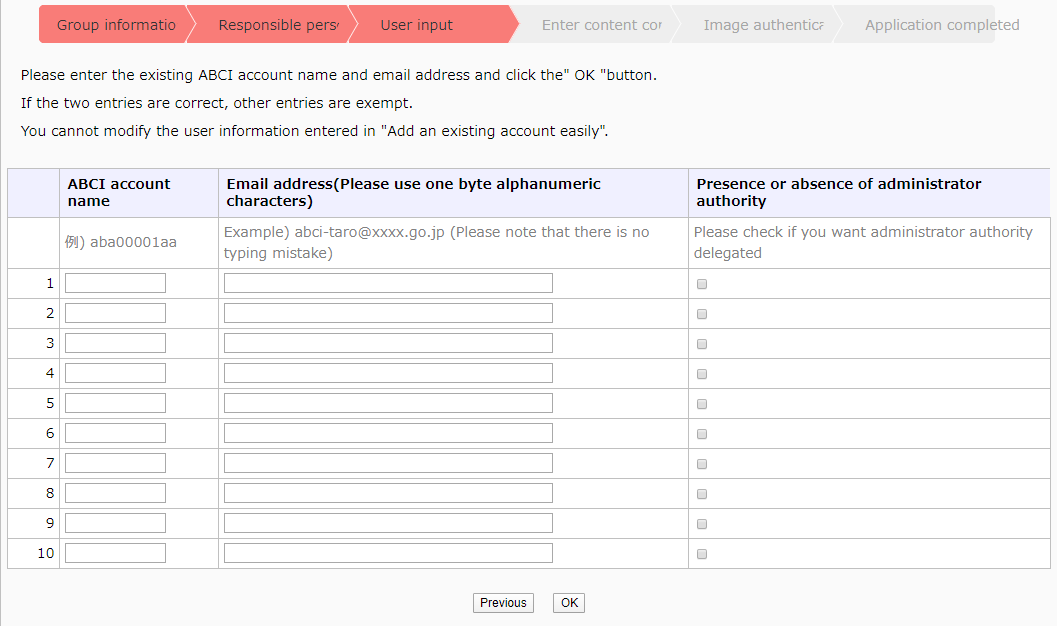 Group informatio
Responsible pers
User input
Enter content cor
Image authentica
Application completed
Please enter the existing ABCI account name and email address and click the" OK "button.
If the two entries are correct, other entries are exempt.
You cannot modify the user information entered in "Add an existing account easily".
ABCI account
name
Email address(Please use one byte alphanumeric
characters)
Presence or absence of administrator
authority
例) aba00001aa
Example) abci-taro@xxxx.go.jp (Please note that there is no
typing mistake)
Please check if you want administrator authority
delegated
1
2
3
4
5
6
7
8
9
10
Previous
OK